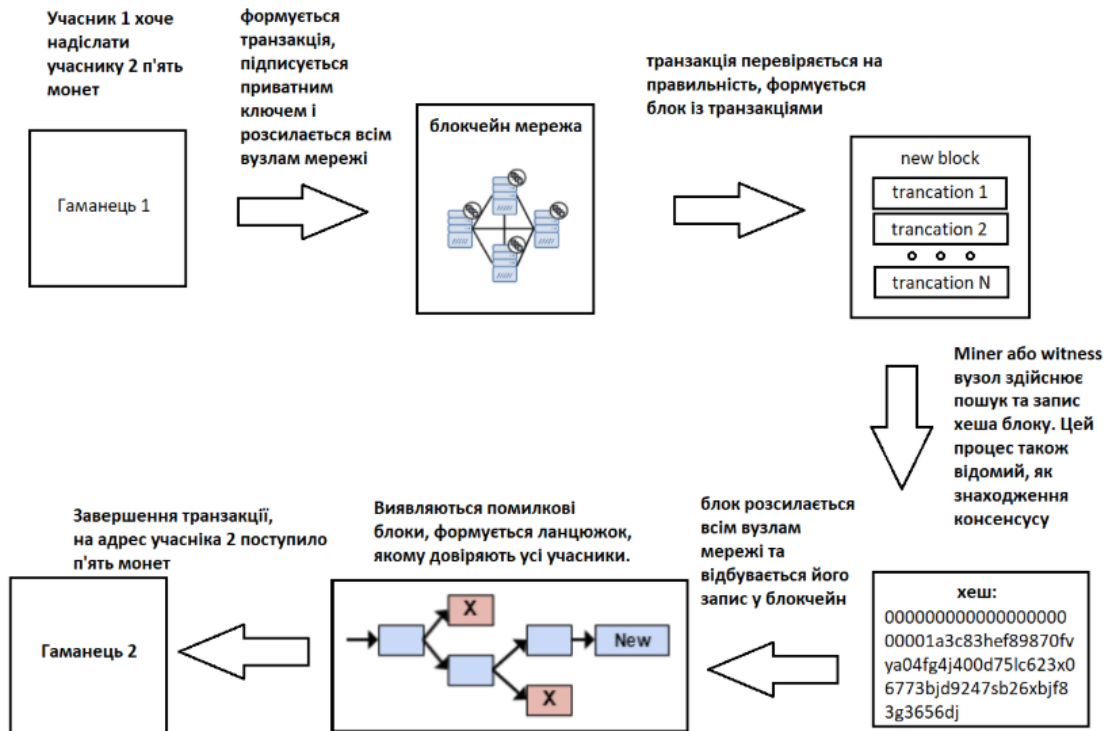 Учасник 1 хоче
надіслати
учаснику 2 п'ять
монет
Гаманець 1
формується
транзакція,
підписується
приватним
ключем і
розсилається всім
вузлам мережі
блокчейн мережа
транзакція перевіряється на
правильність, формується
блок із транзакціями
new block
trancation 1
trancation 2
trancation N
Miner або witness
вузол здійснює
пошук та запис
хеша блоку. Цей
процес також
відомий, як
знаходження
консенсусу
хеш:
000000000000000000
00001a3c83hef89870fv
ya04fg4j400d75lc623x0
6773bjd9247sb26xbjf8
3g3656dj
блок розсилається
всім вузлам
мережі та
відбувається його
запис у блокчейн
Виявляються помилкові
блоки, формується ланцюжок,
якому довіряють усі учасники.
X
New
X
Завершення транзакції,
на адрес учасніка 2 поступило
п'ять монет
Гаманець 2